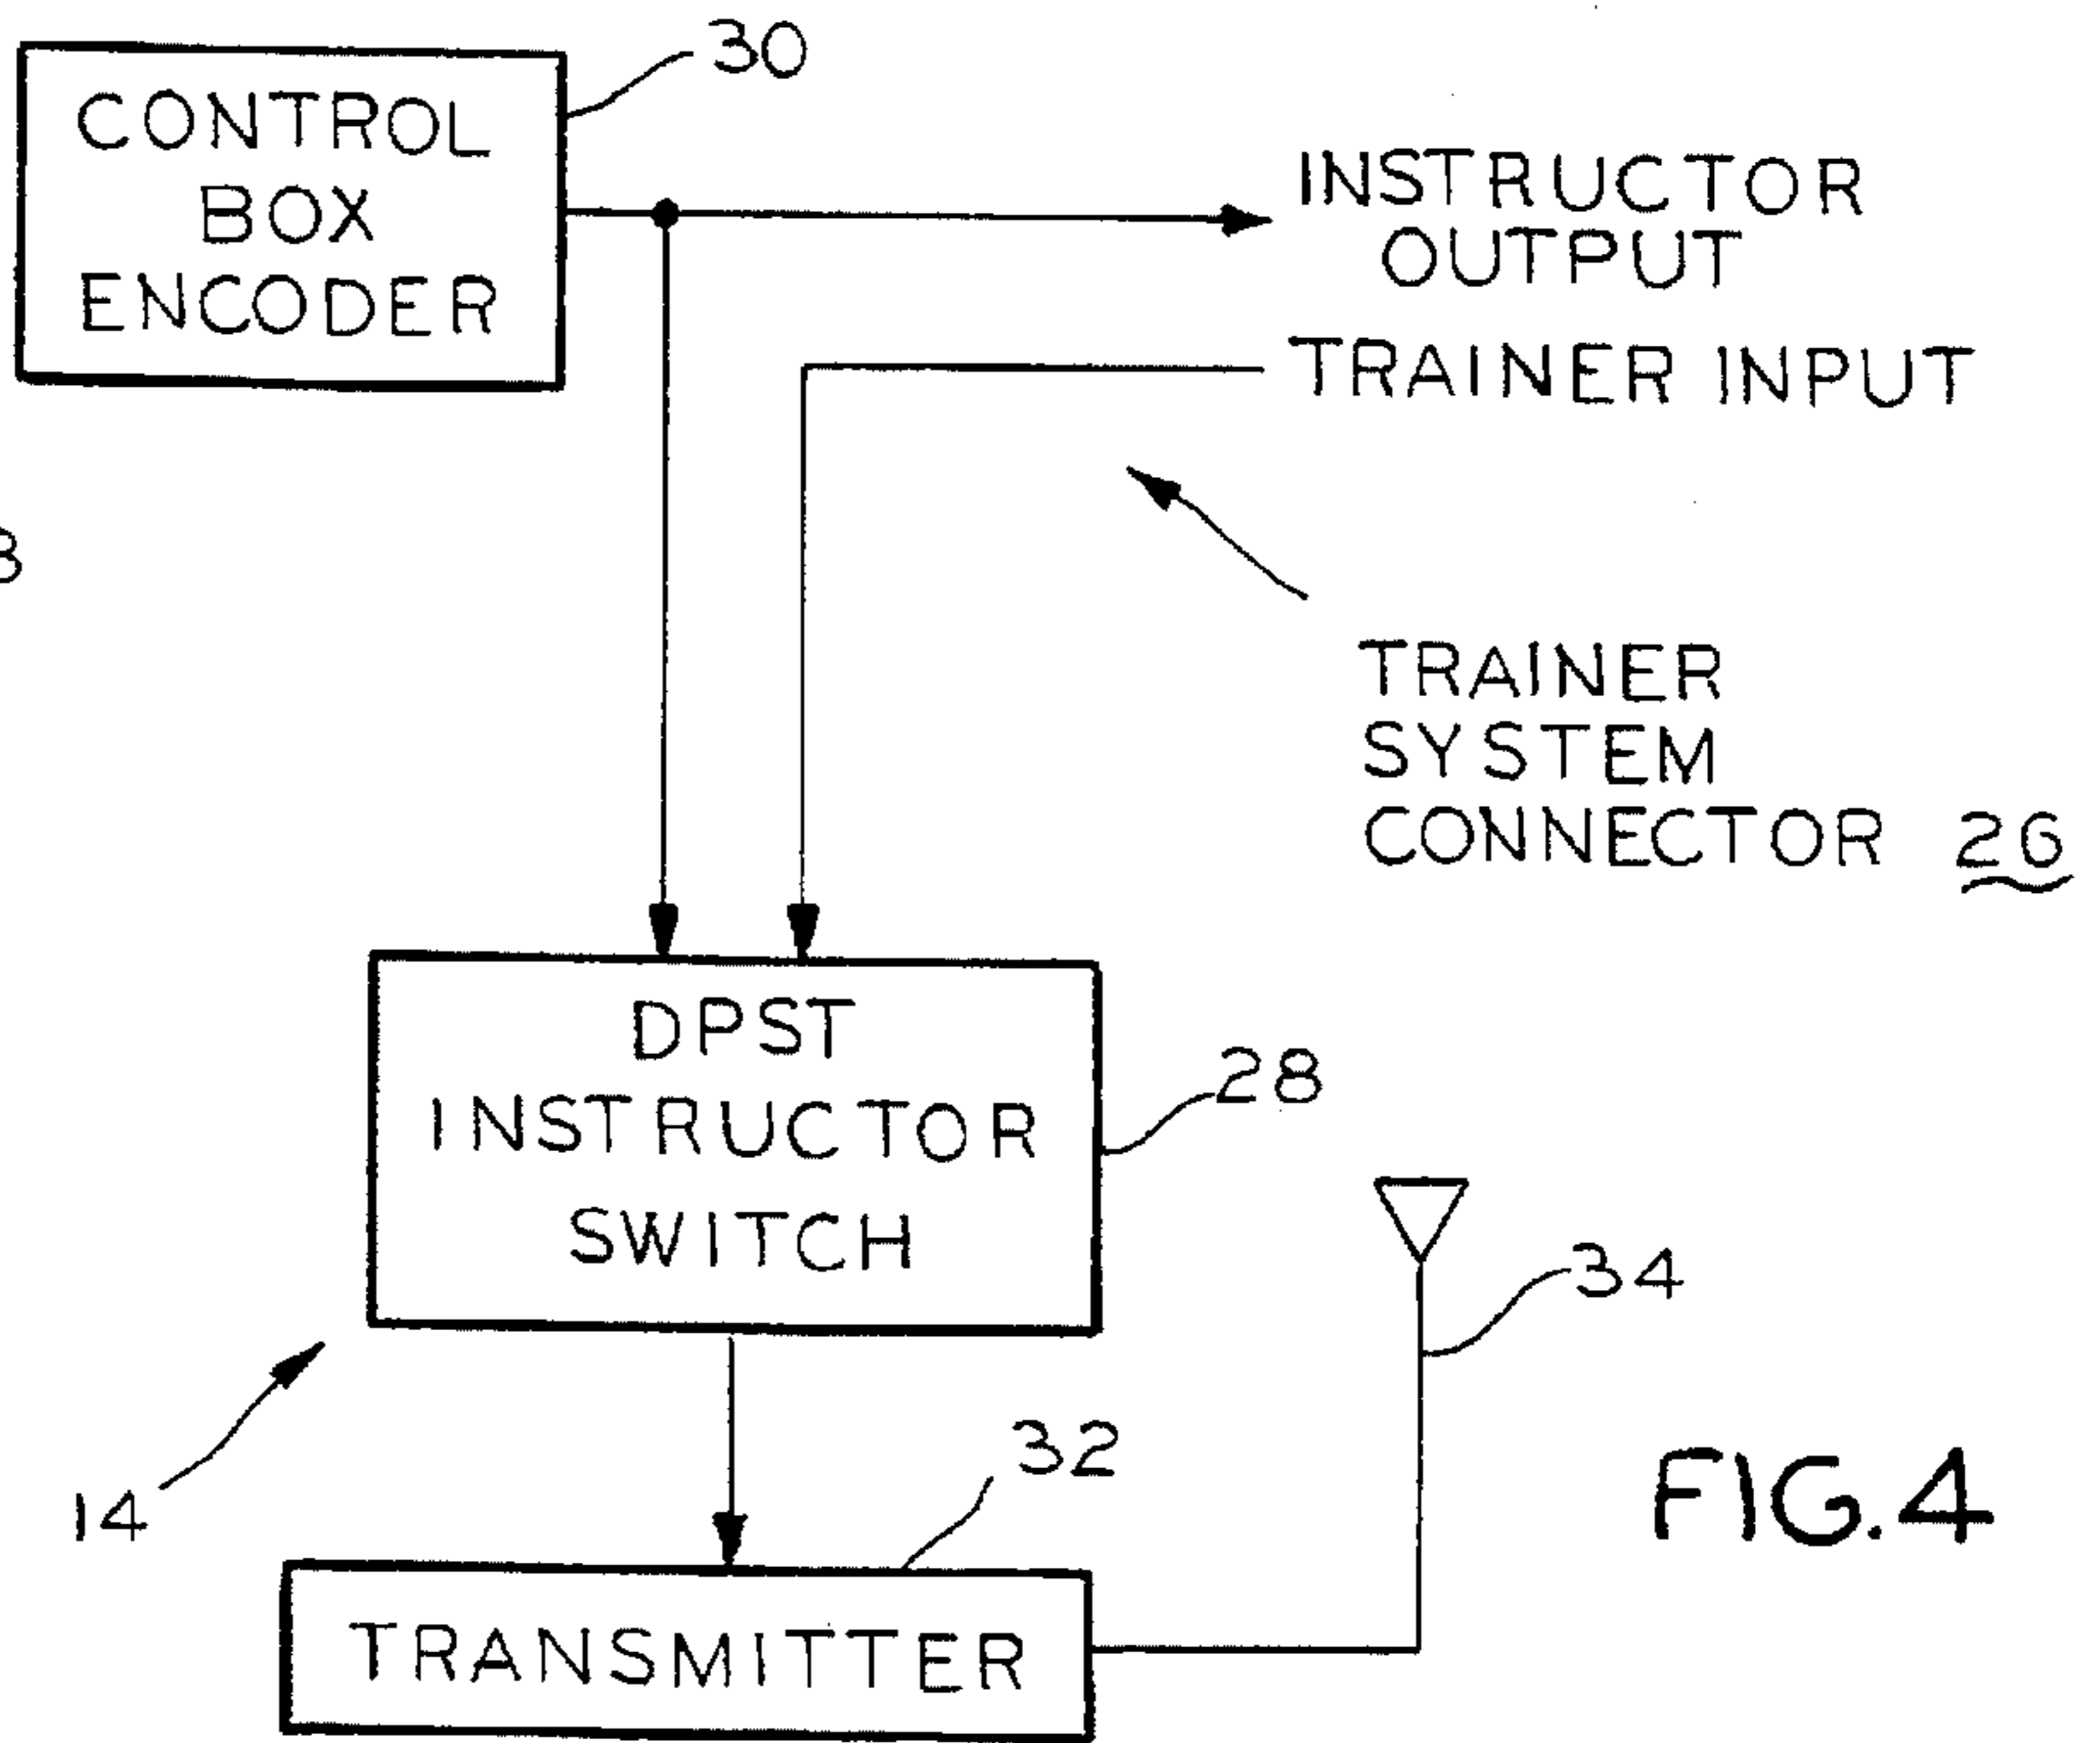 30
CONTROL
BOX
ENCODER
INSTRUCTOR
OUTPUT
TRAINER INPUT
TRAINER
SYSTEM
CONNECTOR 26
DPST
INSTRUCTOR
SWITCH
28
34
14
32
TRANSMITTER
FIG.4